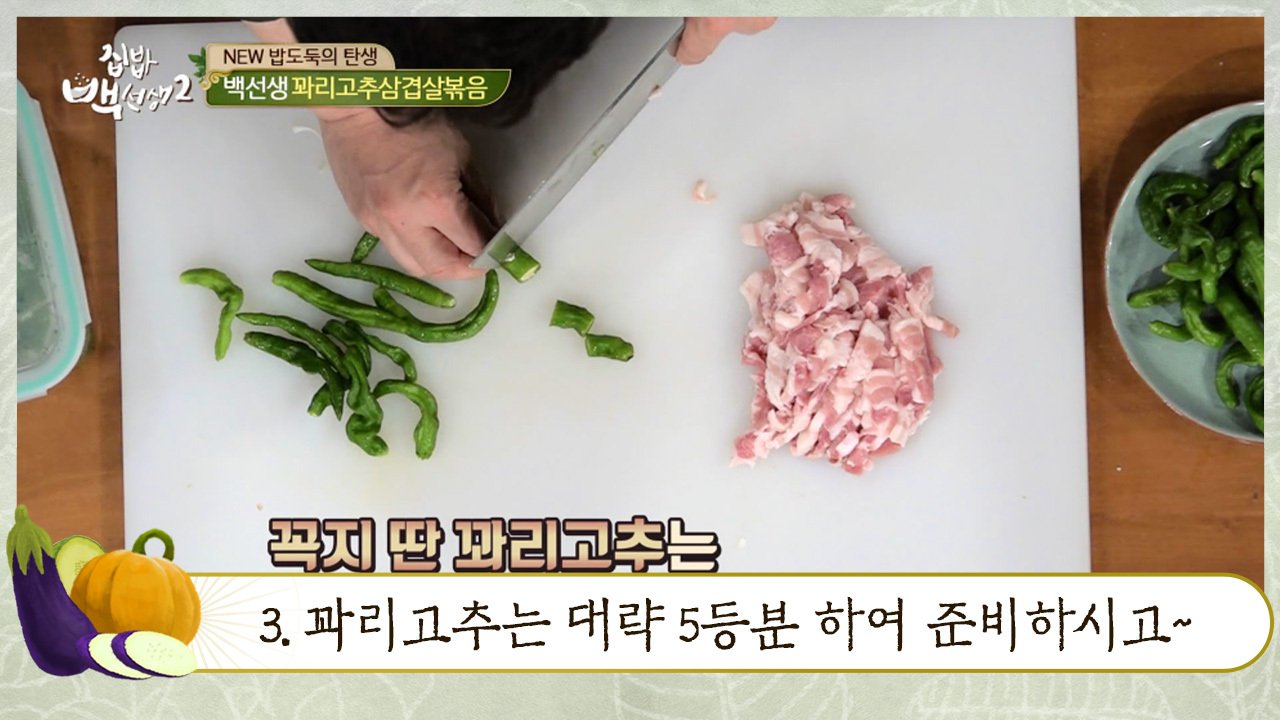 집밥
백선생2
NEW 밥도둑의 탄생
백선생 꽈리고추삼겹살볶음
꼭지 딴 꽈리고추는
3. 꽈리고추는 대략 5등분 하여 준비하시고~